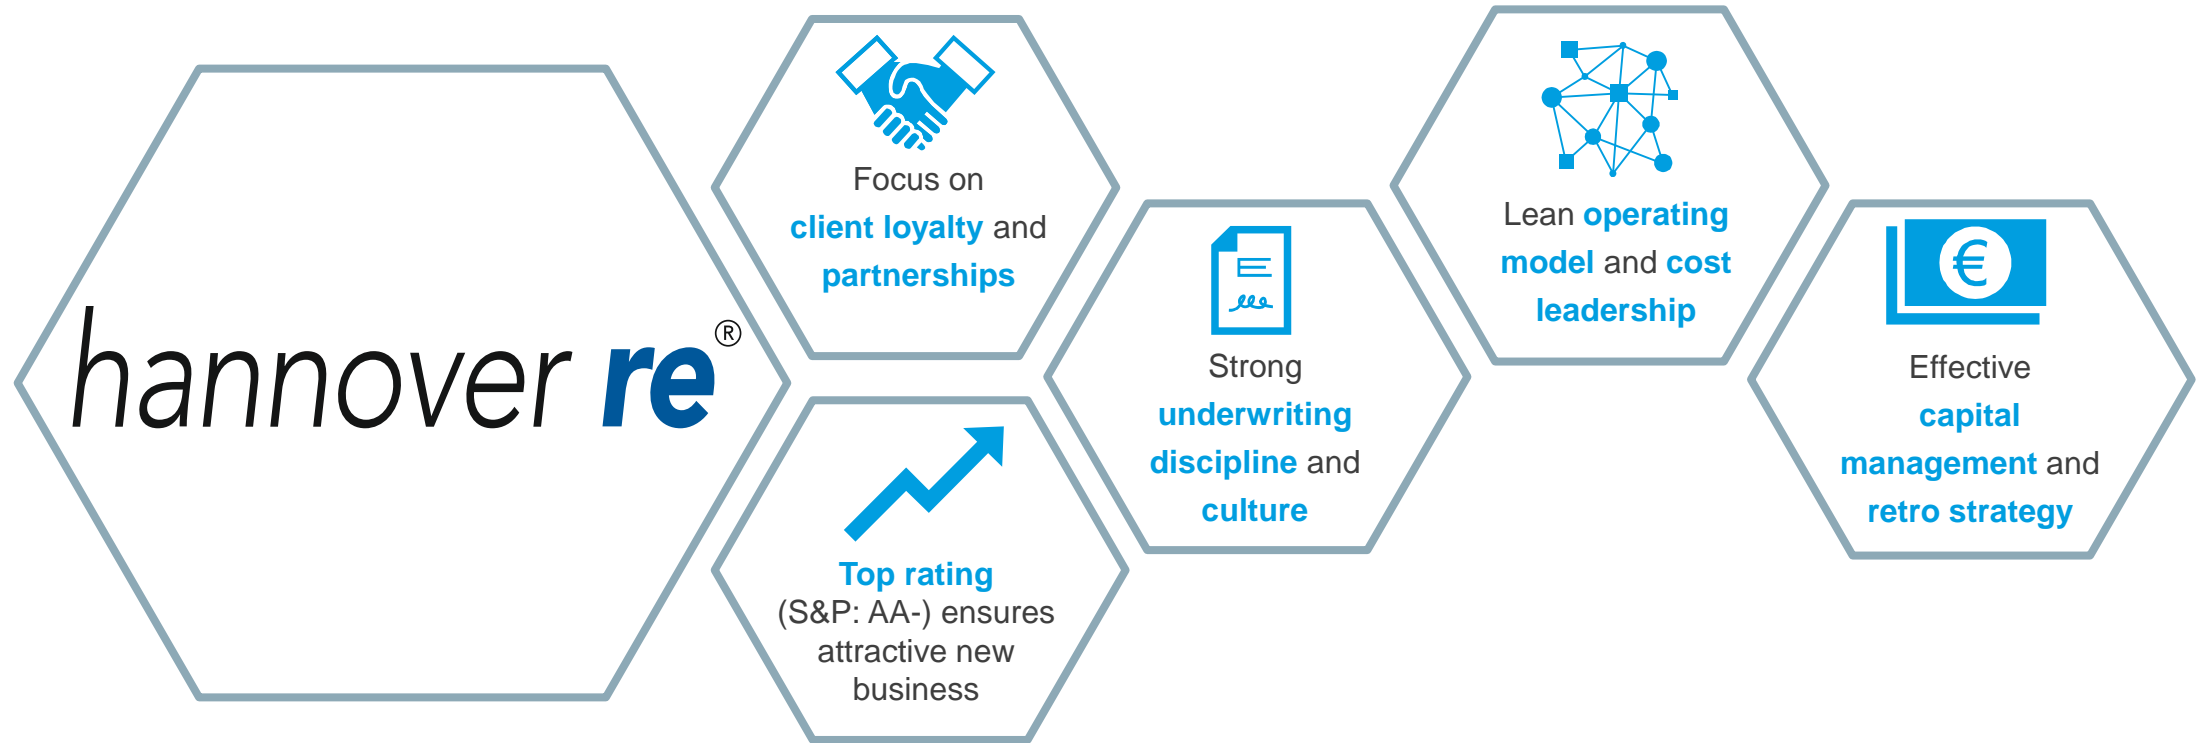 hannover re®
Focus on
client loyalty and
partnerships
Top rating
(S&P: AA-) ensures
attractive new
business
Strong
underwriting
discipline and
culture
Lean operating
model and cost
leadership
€
Effective
capital
management and
retro strategy